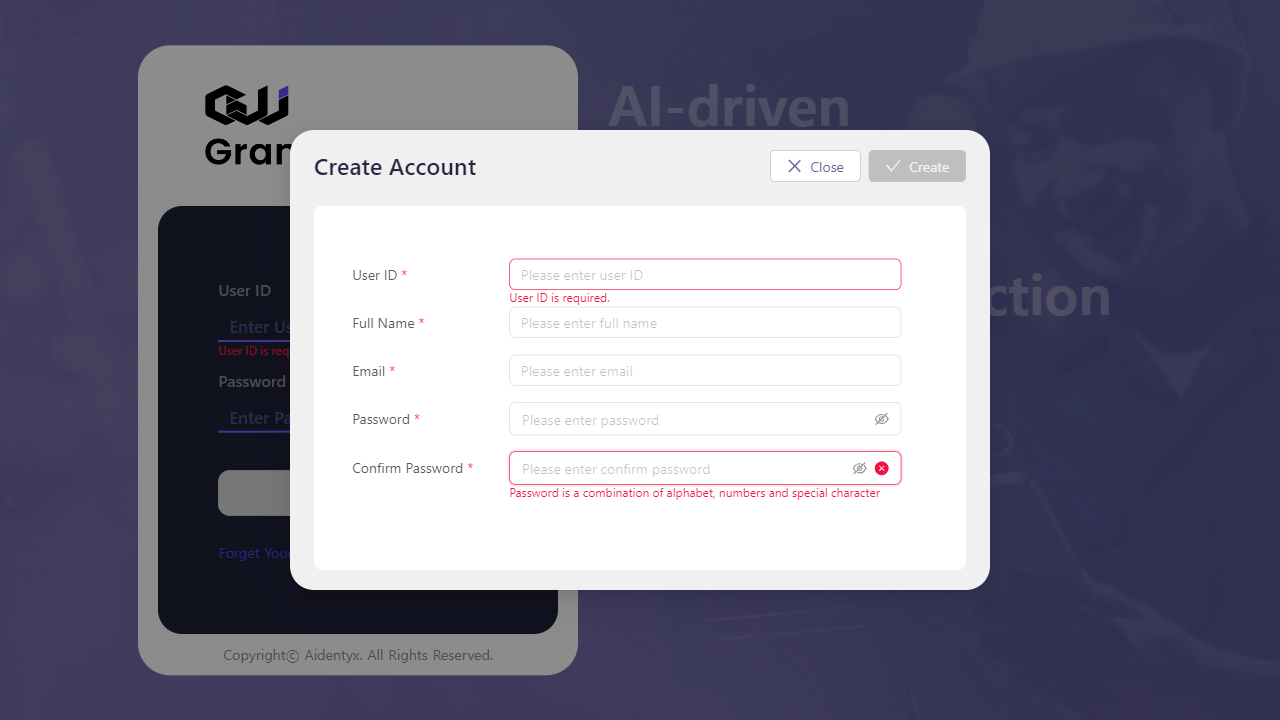 AI-driven
Gran
ction
Create Account
Close
Create
User ID *
Please enter user ID
User ID is required.
Full Name *
Please enter full name
Email *
Please enter email
Password *
Please enter password
Confirm Password *
Please enter confirm password
Password is a combination of alphabet, numbers and special character
User ID
Enter Us
User ID is req
Password
Enter Pa
Forget Your
Copyrightⓒ Aidentyx. All Rights Reserved.